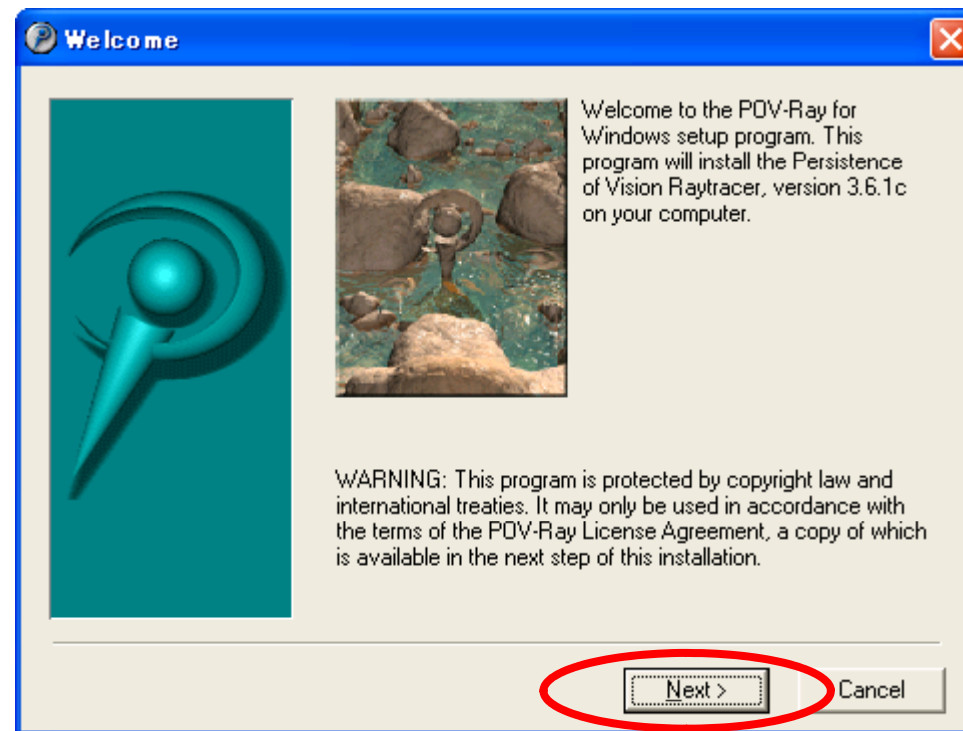 Welcome
Welcome to the POV-Ray for
Windows setup program. This
program will install the Persistence
of Vision Raytracer, version 3.6.1c
on your computer.
WARNING: This program is protected by copyright law and
international treaties. It may only be used in accordance with
the terms of the POV-Ray License Agreement, a copy of which
is available in the next step of this installation.
Next >
Cancel